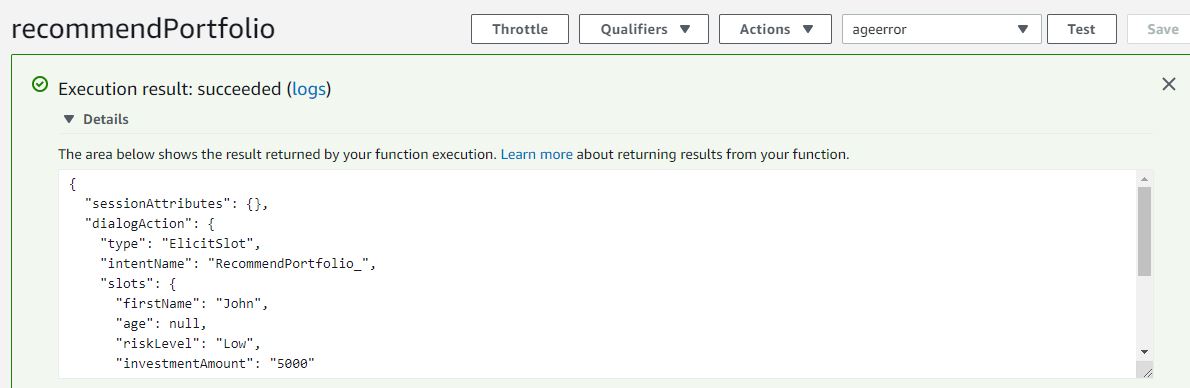 recommendPortfolio
Throttle
Qualifiers
Actions
ageerror
Test
Save
Execution result: succeeded (logs)
Details
The area below shows the result returned by your function execution. Learn more about returning results from your function.
{
"sessionAttributes": {},
"dialogAction": {
"type": "ElicitSlot",
"intentName": "RecommendPortfolio_",
"slots": {
"firstName": "John",
"age": null,
"riskLevel": "Low",
"investmentAmount": "5000"